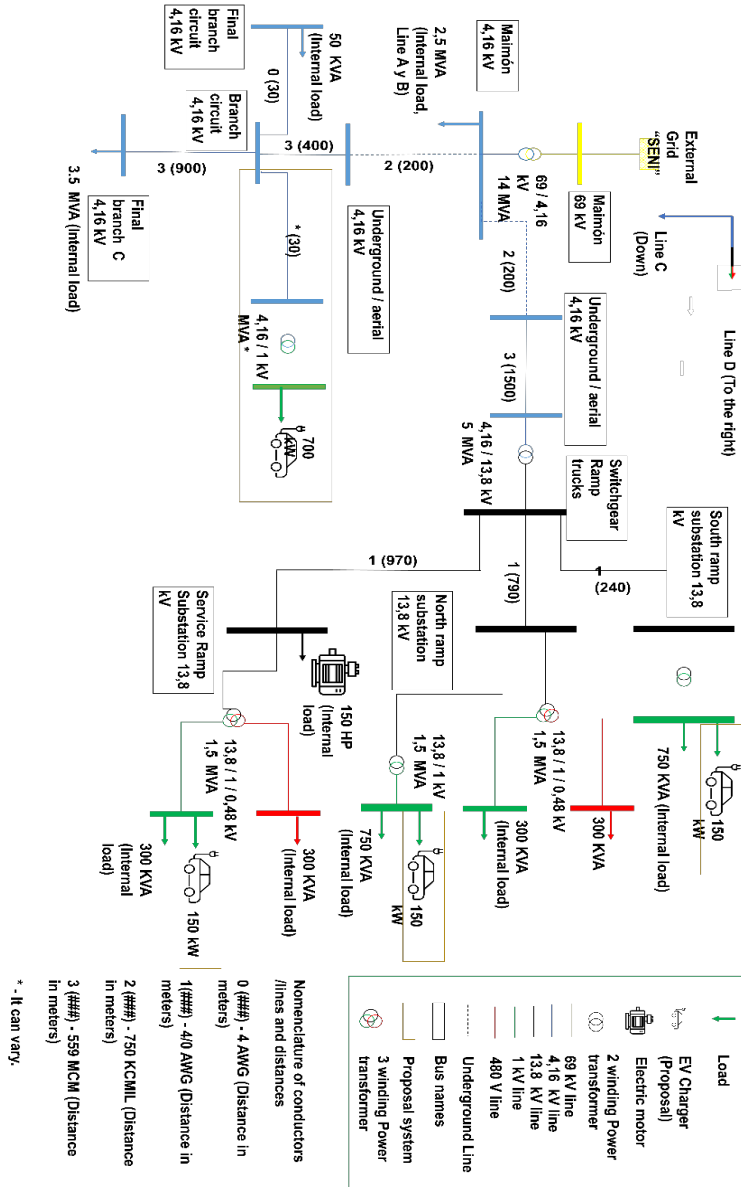 Line D (To the right)
Line C
(Down)
External
Grid
“SENI”
Maimón
69 kV
69 / 4,16
kV
14 MVA
Maimón
4,16 kV
2,5 MVA
(Internal load,
Line A y B)
2 (200)
Underground / aerial
4,16 kV
3 (1500)
4,16 / 13,8 kV
5 MVA
Switchgear
Ramp
trucks
1
(240)
South ramp
substation 13,8
kV
150
kW
750 KVA (Internal load)
1 (790)
North ramp
substation
13,8 kV
13,8 / 1 / 0,48 kV
1,5 MVA
300 KVA
300 KVA
(Internal load)
13,8 / 1 kV
1,5 MVA
150
kW
750 KVA
(Internal load)
1 (970)
Service Ramp
Substation 13,8
kV
150 HP
(Internal
load)
13,8 / 1 / 0,48 kV
1,5 MVA
300 KVA
(Internal load)
150 kW
300 KVA
(Internal
load)
2 (200)
Underground / aerial
4,16 kV
3 (400)
Branch
circuit
4,16 kV
0 (30)
50 KVA
(Internal load)
Final
branch
circuit
4,16 kV
* (30)
4,16 / 1 kV
MVA *
700
kW
3 (900)
Final
branch C
4,16 kV
3.5 MVA (Internal load)
Load
EV Charger
(Proposal)
Electric motor
2 winding Power
transformer
69 kV line
4,16 kV line
13.8 kV line
1 kV line
480 V line
Underground Line
Bus names
Proposal system
3 winding Power
transformer
Nomenclature of conductors
/lines and distances
0 (###) - 4 AWG (Distance in
meters)
1(###) - 4/0 AWG (Distance in
meters)
2 (###) - 750 KCMIL (Distance
in meters)
3 (###) - 559 MCM (Distance
in meters)
* - It can vary.